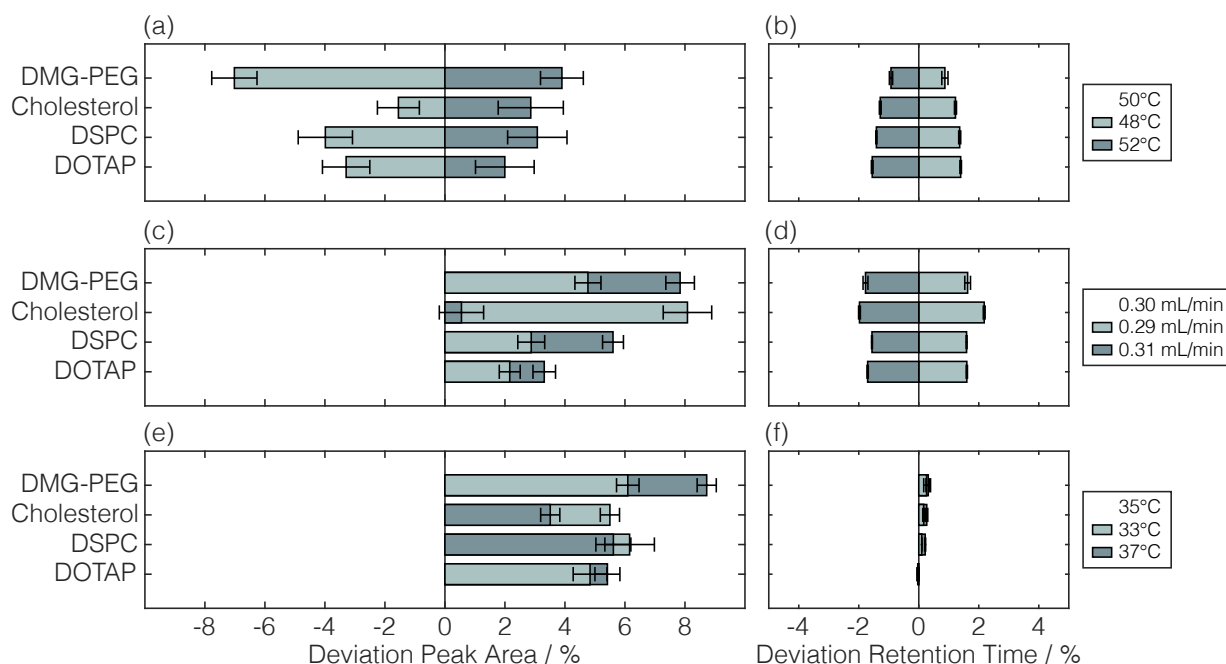 (a)
(b)
DMG-PEG
Cholesterol
DSPC
DOTAP
50°C
48°C
52°C
(c)
(d)
DMG-PEG
Cholesterol
DSPC
DOTAP
0.30 mL/min
0.29 mL/min
0.31 mL/min
(e)
(f)
DMG-PEG
Cholesterol
DSPC
DOTAP
35°C
33°C
37°C
-8 -6 -4 -2 0 2 4 6 8
-4 -2 0 2 4
Deviation Peak Area / %
Deviation Retention Time / %